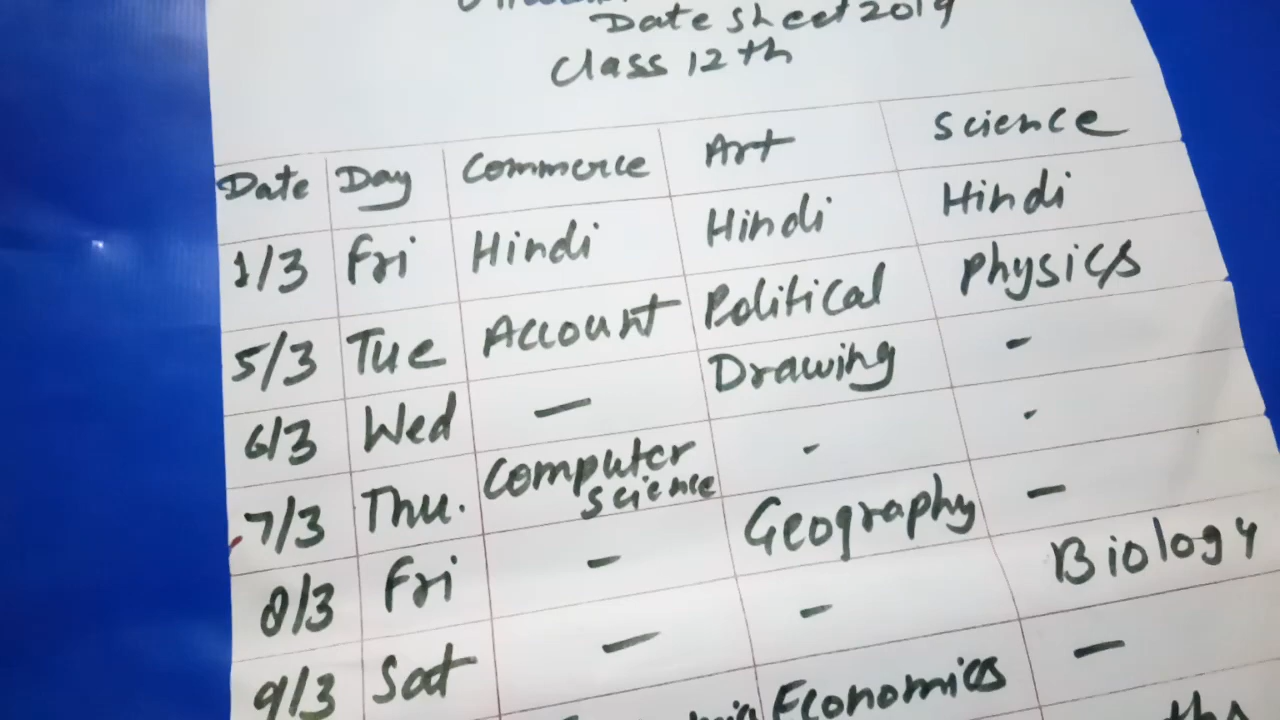 Date sheet 2019
Class 12th
Date Day Commerce Art Science
1/3 Fri Hindi Hindi Hindi
5/3 Tue Account Political Physics
6/3 Wed — Drawing -
7/3 Thu. Computer science - -
8/3 Fri - Geography —
9/3 Sat — - Biology
Economics —